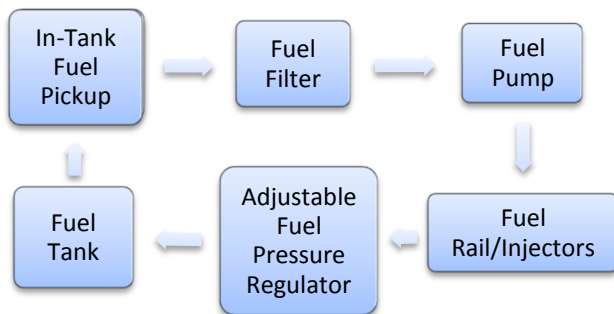 In-Tank
Fuel
Pickup
Fuel
Filter
Fuel
Pump
Fuel
Tank
Adjustable
Fuel
Pressure
Regulator
Fuel
Rail/Injectors